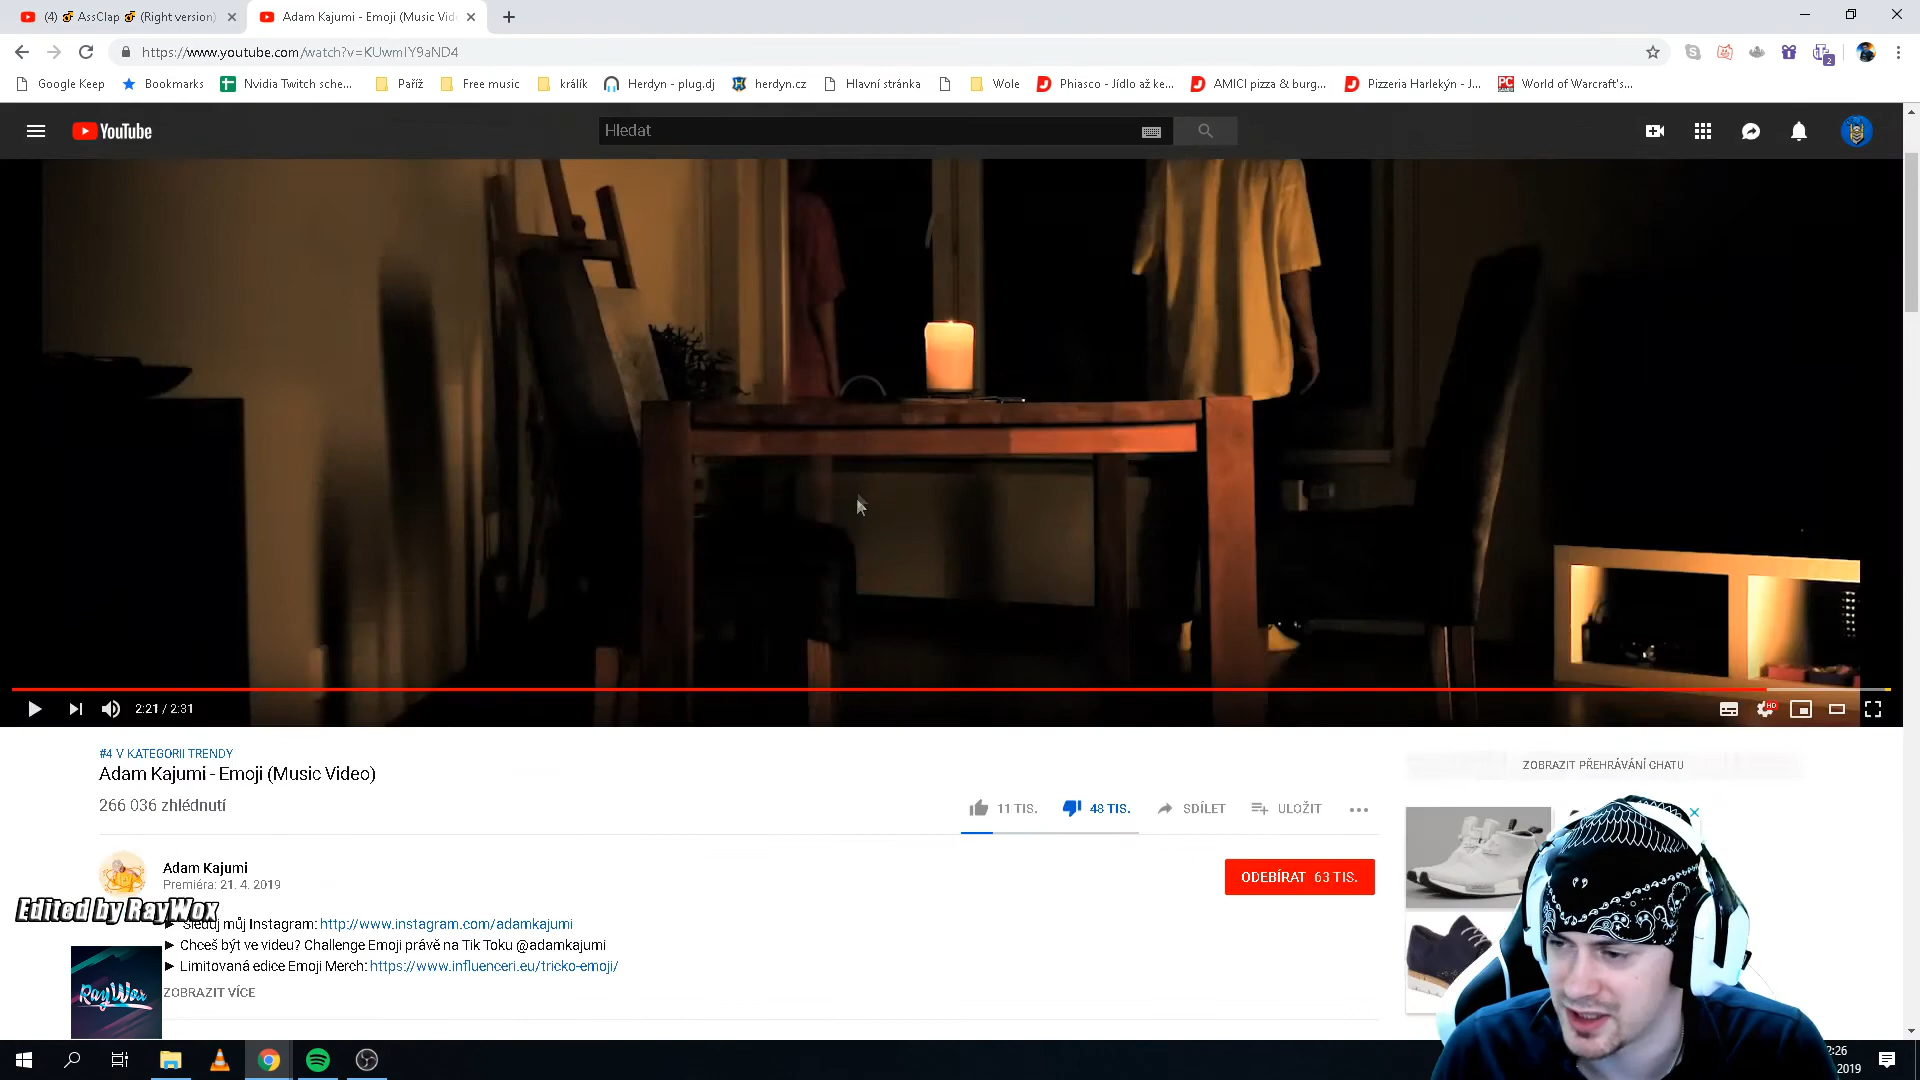 (4) AssClap (Right version)
Adam Kajumi - Emoji (Music Vid
https://www.youtube.com/watch?v=KUwmIY9aND4
2
Google Keep
Bookmarks
Nvidia Twitch sche...
Paříž
Free music
králík
Herdyn - plug.dj
herdyn.cz
Hlavní stránka
Wole
Phiasco - Jídlo až ke...
AMICI pizza & burg...
Pizzeria Harlekýn - J...
World of Warcraft's...
YouTube
Hledat
2:21 / 2:31
HD
#4 V KATEGORII TRENDY
Adam Kajumi - Emoji (Music Video)
266 036 zhlédnutí
11 TIS.
48 TIS.
SDÍLET
ULOŽIT
ZOBRAZIT PŘEHRÁVÁNÍ CHATU
Adam Kajumi
Premiéra: 21. 4. 2019
ODEBÍRAT 63 TIS.
Edited by RayWox
► Sleduj můj Instagram: http://www.instagram.com/adamkajumi
► Chceš být ve videu? Challenge Emoji právě na Tik Toku @adamkajumi
► Limitovaná edice Emoji Merch: https://www.influenceri.eu/tricko-emoji/
RayWox
ZOBRAZIT VÍCE
2:26
2019